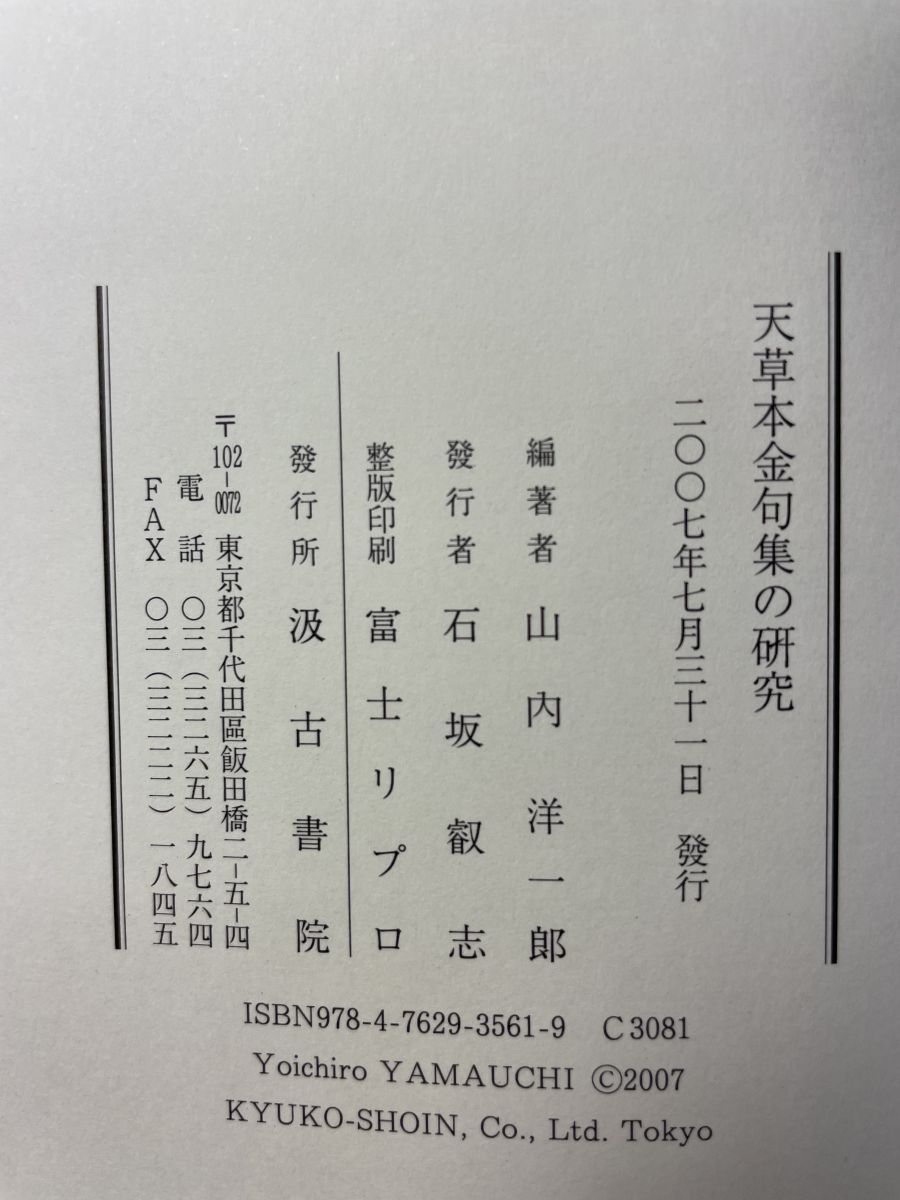 天草本金句集の研究
二〇〇七年七月三十一日 發行
編著者 山内洋一郎
發行者 石坂叡志
整版印刷 富士リプロ
發行所 汲古書院
〒102-0072 東京都千代田區飯田橋二-五-四
電話 〇三(三二六五)九七六四
FAX 〇三(三二二二)一八四五
ISBN978-4-7629-3561-9 C3081
Yoichiro YAMAUCHI ©2007
KYUKO-SHOIN, Co., Ltd. Tokyo